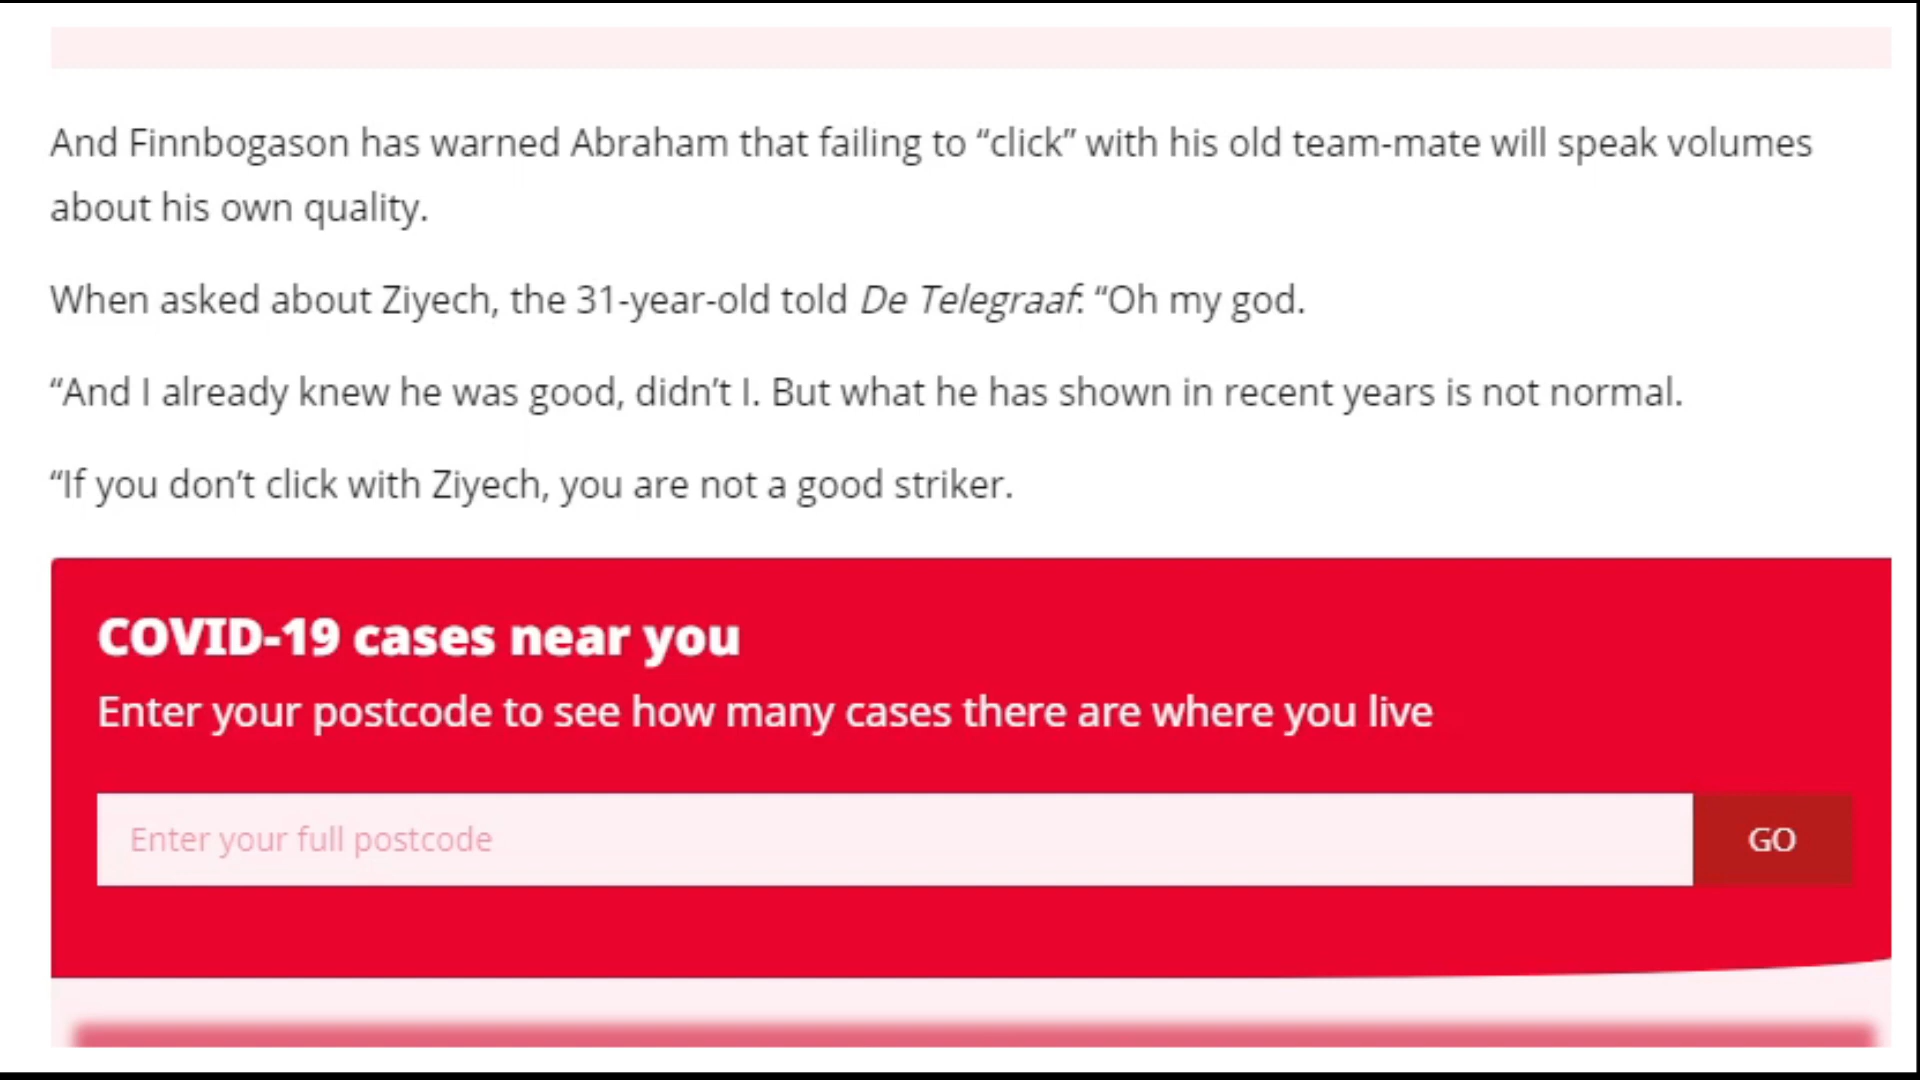 And Finnbogason has warned Abraham that failing to “click” with his old team-mate will speak volumes
about his own quality.
When asked about Ziyech, the 31-year-old told De Telegraaf: “Oh my god.
“And I already knew he was good, didn’t I. But what he has shown in recent years is not normal.
“If you don’t click with Ziyech, you are not a good striker.
COVID-19 cases near you
Enter your postcode to see how many cases there are where you live
Enter your full postcode
GO